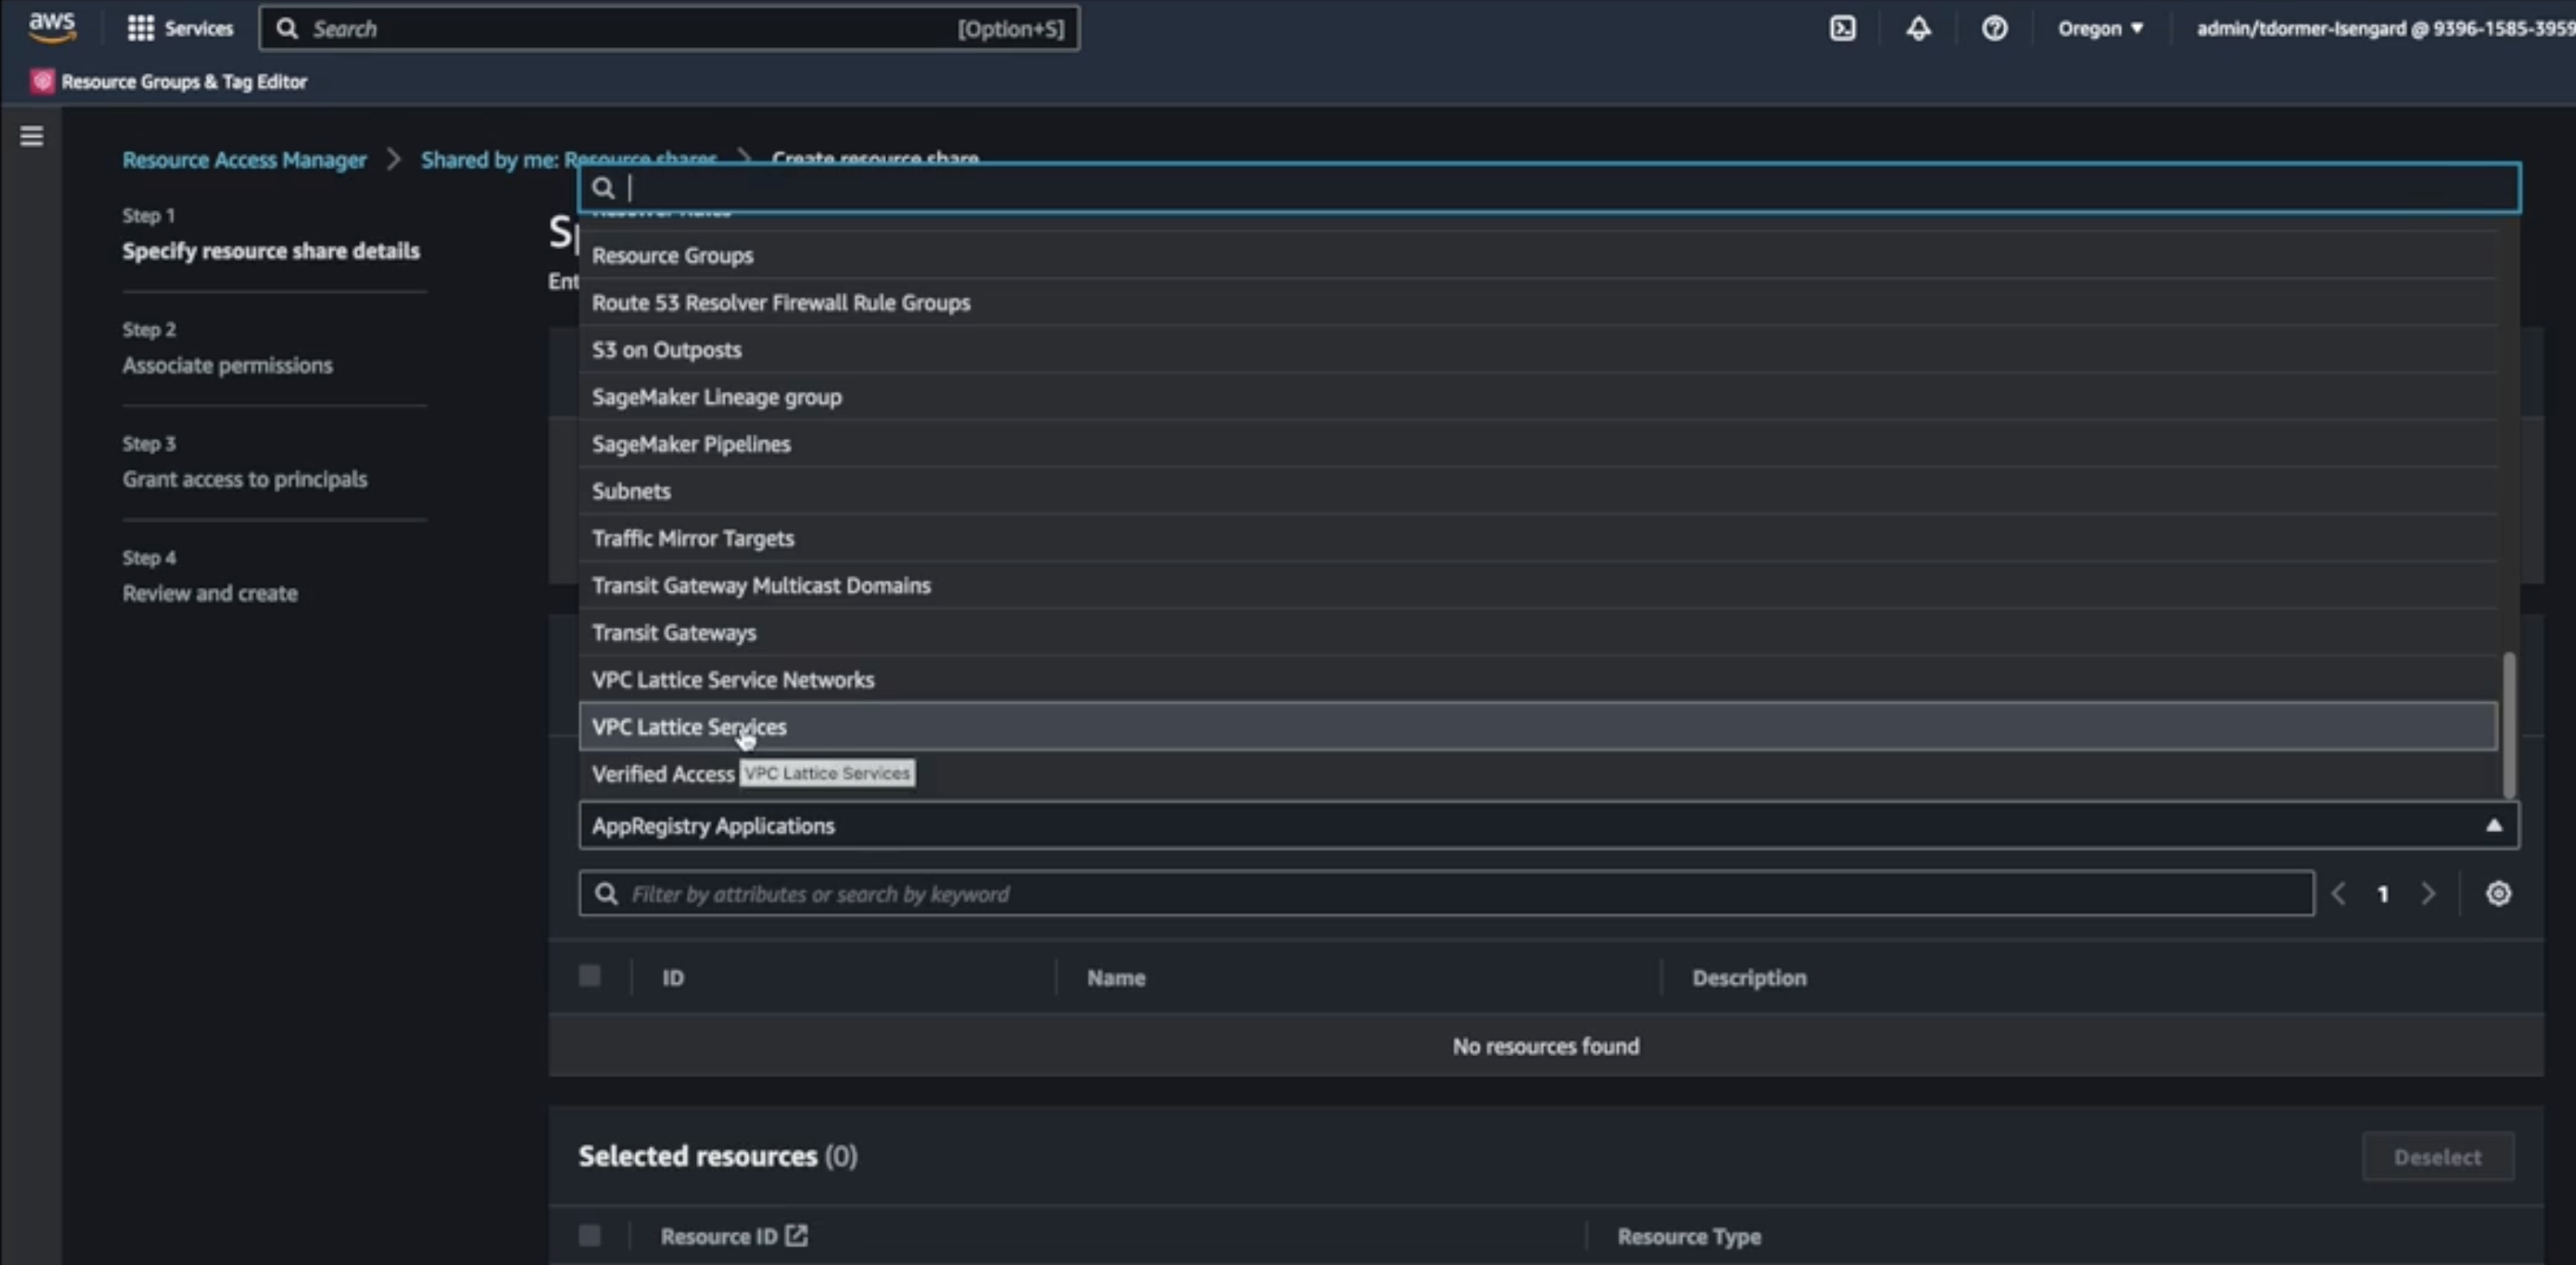 aws
Services
Search
[Option+S]
Oregon
admin/tdormer-Isengard @ 9396-1585-3959
Resource Groups & Tag Editor
Resource Access Manager
Shared by me: Resource shares
Create resource share
Step 1
Specify resource share details
Step 2
Associate permissions
Step 3
Grant access to principals
Step 4
Review and create
Resource Groups
Route 53 Resolver Firewall Rule Groups
S3 on Outposts
SageMaker Lineage group
SageMaker Pipelines
Subnets
Traffic Mirror Targets
Transit Gateway Multicast Domains
Transit Gateways
VPC Lattice Service Networks
VPC Lattice Services
Verified Access
VPC Lattice Services
AppRegistry Applications
Filter by attributes or search by keyword
1
ID
Name
Description
No resources found
Selected resources (0)
Deselect
Resource ID
Resource Type